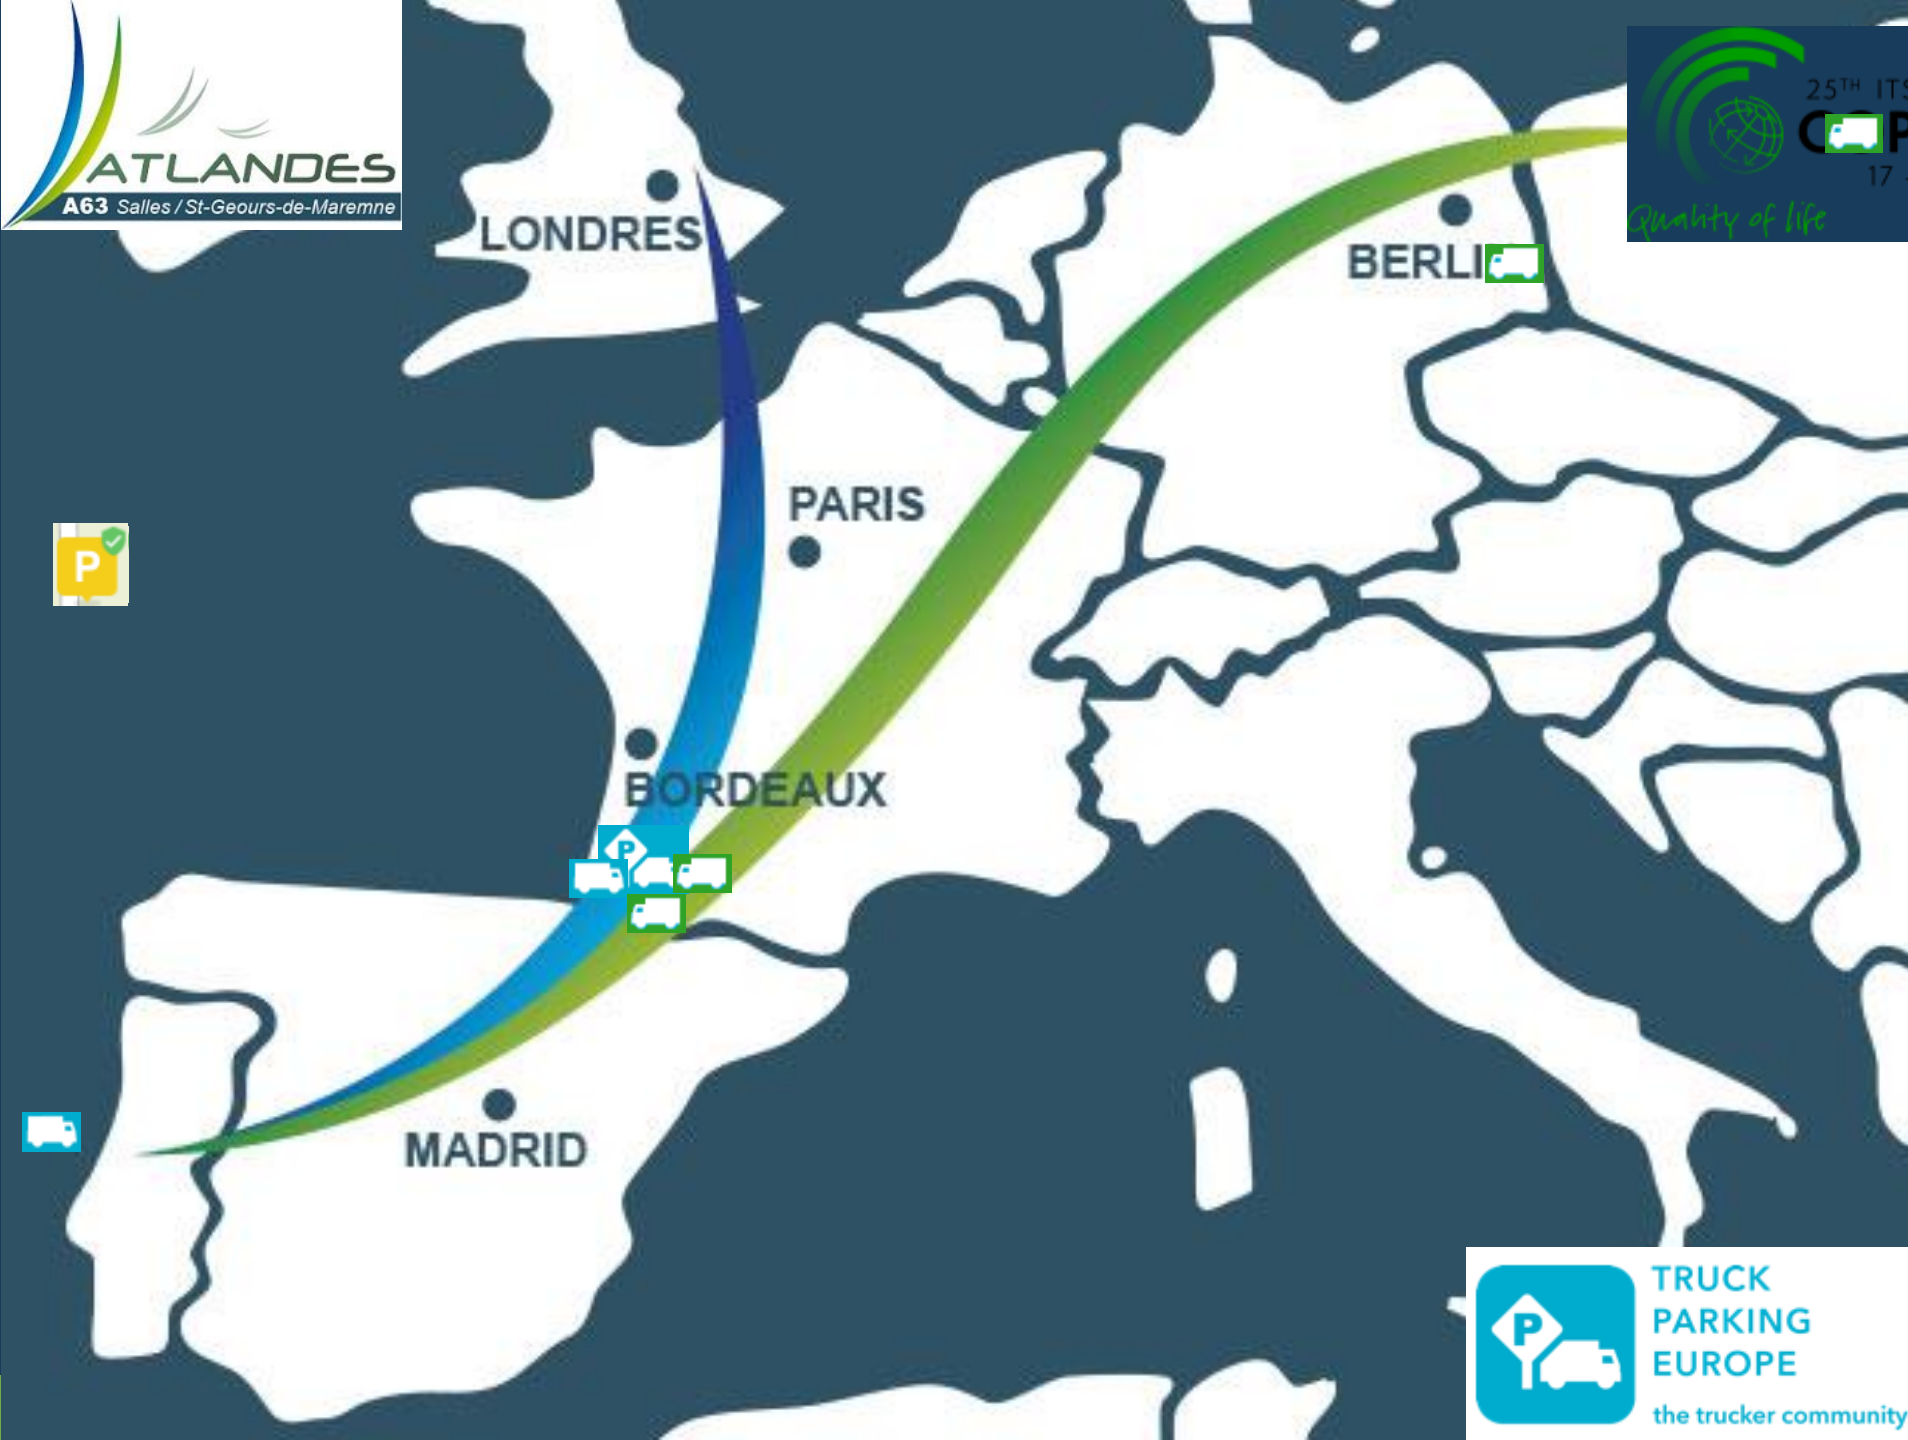 ATLANDES
A63 Salles / St-Geours-de-Maremne
25TH
17
Quality of life
LONDRES
BERLI
PARIS
P
BORDEAUX
P
MADRID
P
TRUCK
PARKING
EUROPE
the trucker community